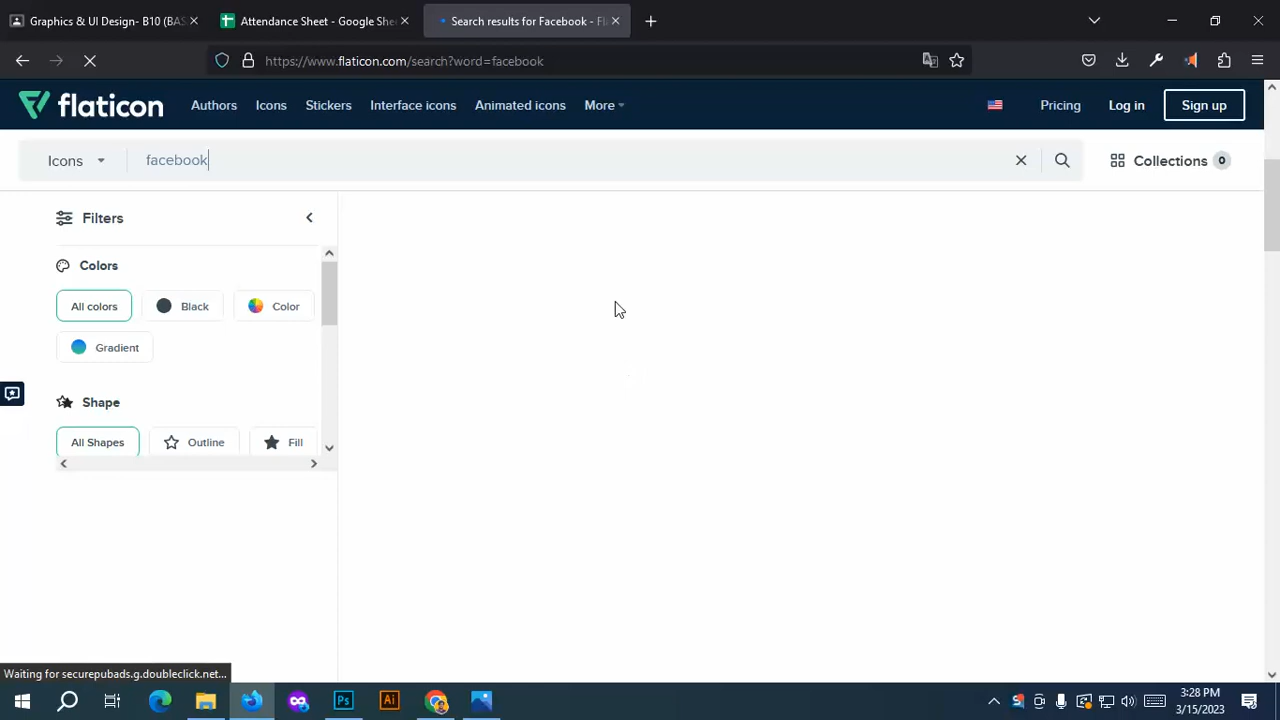 Graphics & UI Design- B10 (BAS
Attendance Sheet - Google She
Search results for Facebook - Fl
https://www.flaticon.com/search?word=facebook
flaticon
Authors
Icons
Stickers
Interface icons
Animated icons
More
Pricing
Log in
Sign up
Icons
facebook
Collections
0
Filters
Colors
All colors
Black
Color
Gradient
Shape
All Shapes
Outline
Fill
Waiting for securepubads.g.doubleclick.net...
Ps
Ai
3:28 PM
3/15/2023